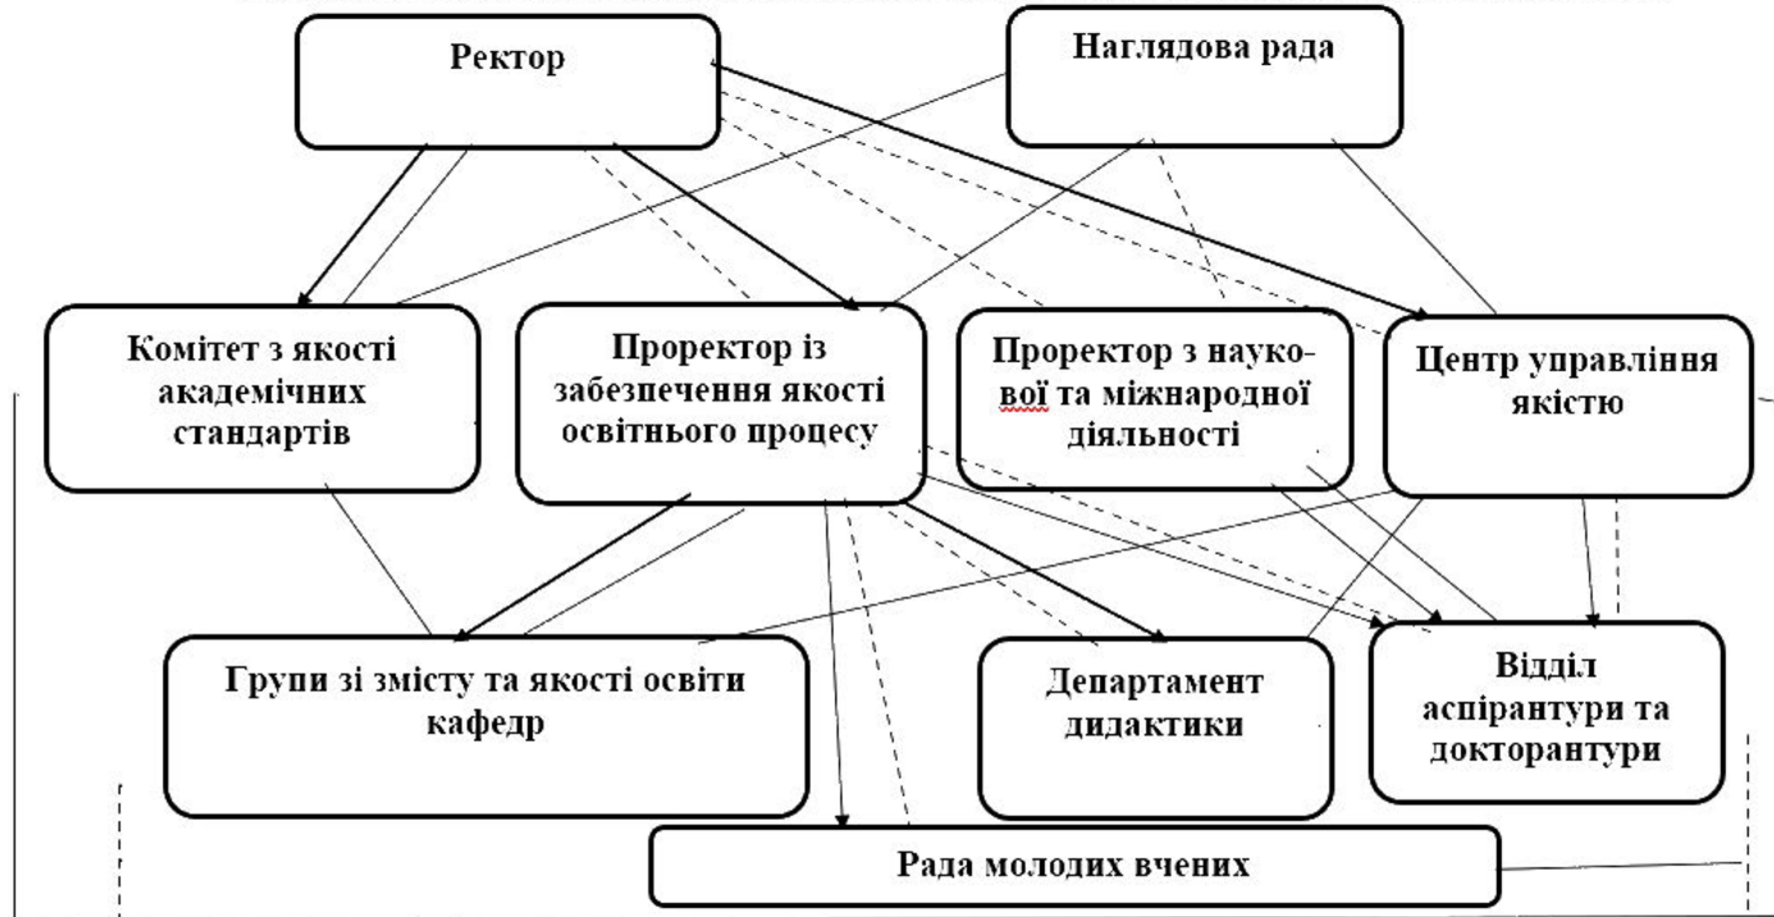 Ректор
Наглядова рада
Комітет з якості
академічних
стандартів
Проректор із
забезпечення якості
освітнього процесу
Проректор з науко-
вої та міжнародної
діяльності
Центр управління
якістю
Групи зі змісту та якості освіти
кафедр
Департамент
дидактики
Відділ
аспірантури та
докторантури
Рада молодих вчених